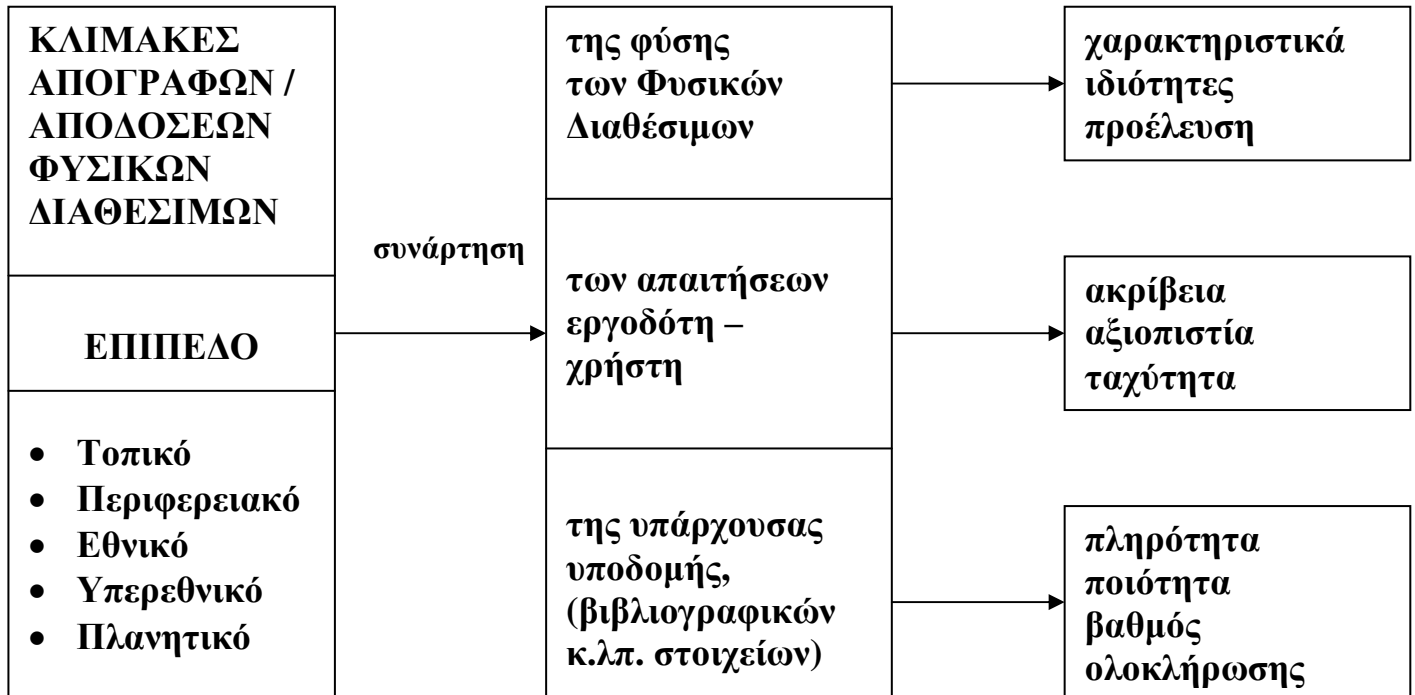 ΚΛΙΜΑΚΕΣ
ΑΠΟΓΡΑΦΩΝ /
ΑΠΟΔΟΣΕΩΝ
ΦΥΣΙΚΩΝ
ΔΙΑΘΕΣΙΜΩΝ
ΕΠΙΠΕΔΟ
• Τοπικό
• Περιφερειακό
• Εθνικό
• Υπερεθνικό
• Πλανητικό
συνάρτηση
της φύσης
των Φυσικών
Διαθέσιμων
των απαιτήσεων
εργοδότη –
χρήστη
της υπάρχουσας
υποδομής,
(βιβλιογραφικών
κ.λπ. στοιχείων)
χαρακτηριστικά
ιδιότητες
προέλευση
ακρίβεια
αξιοπιστία
ταχύτητα
πληρότητα
ποιότητα
βαθμός
ολοκλήρωσης